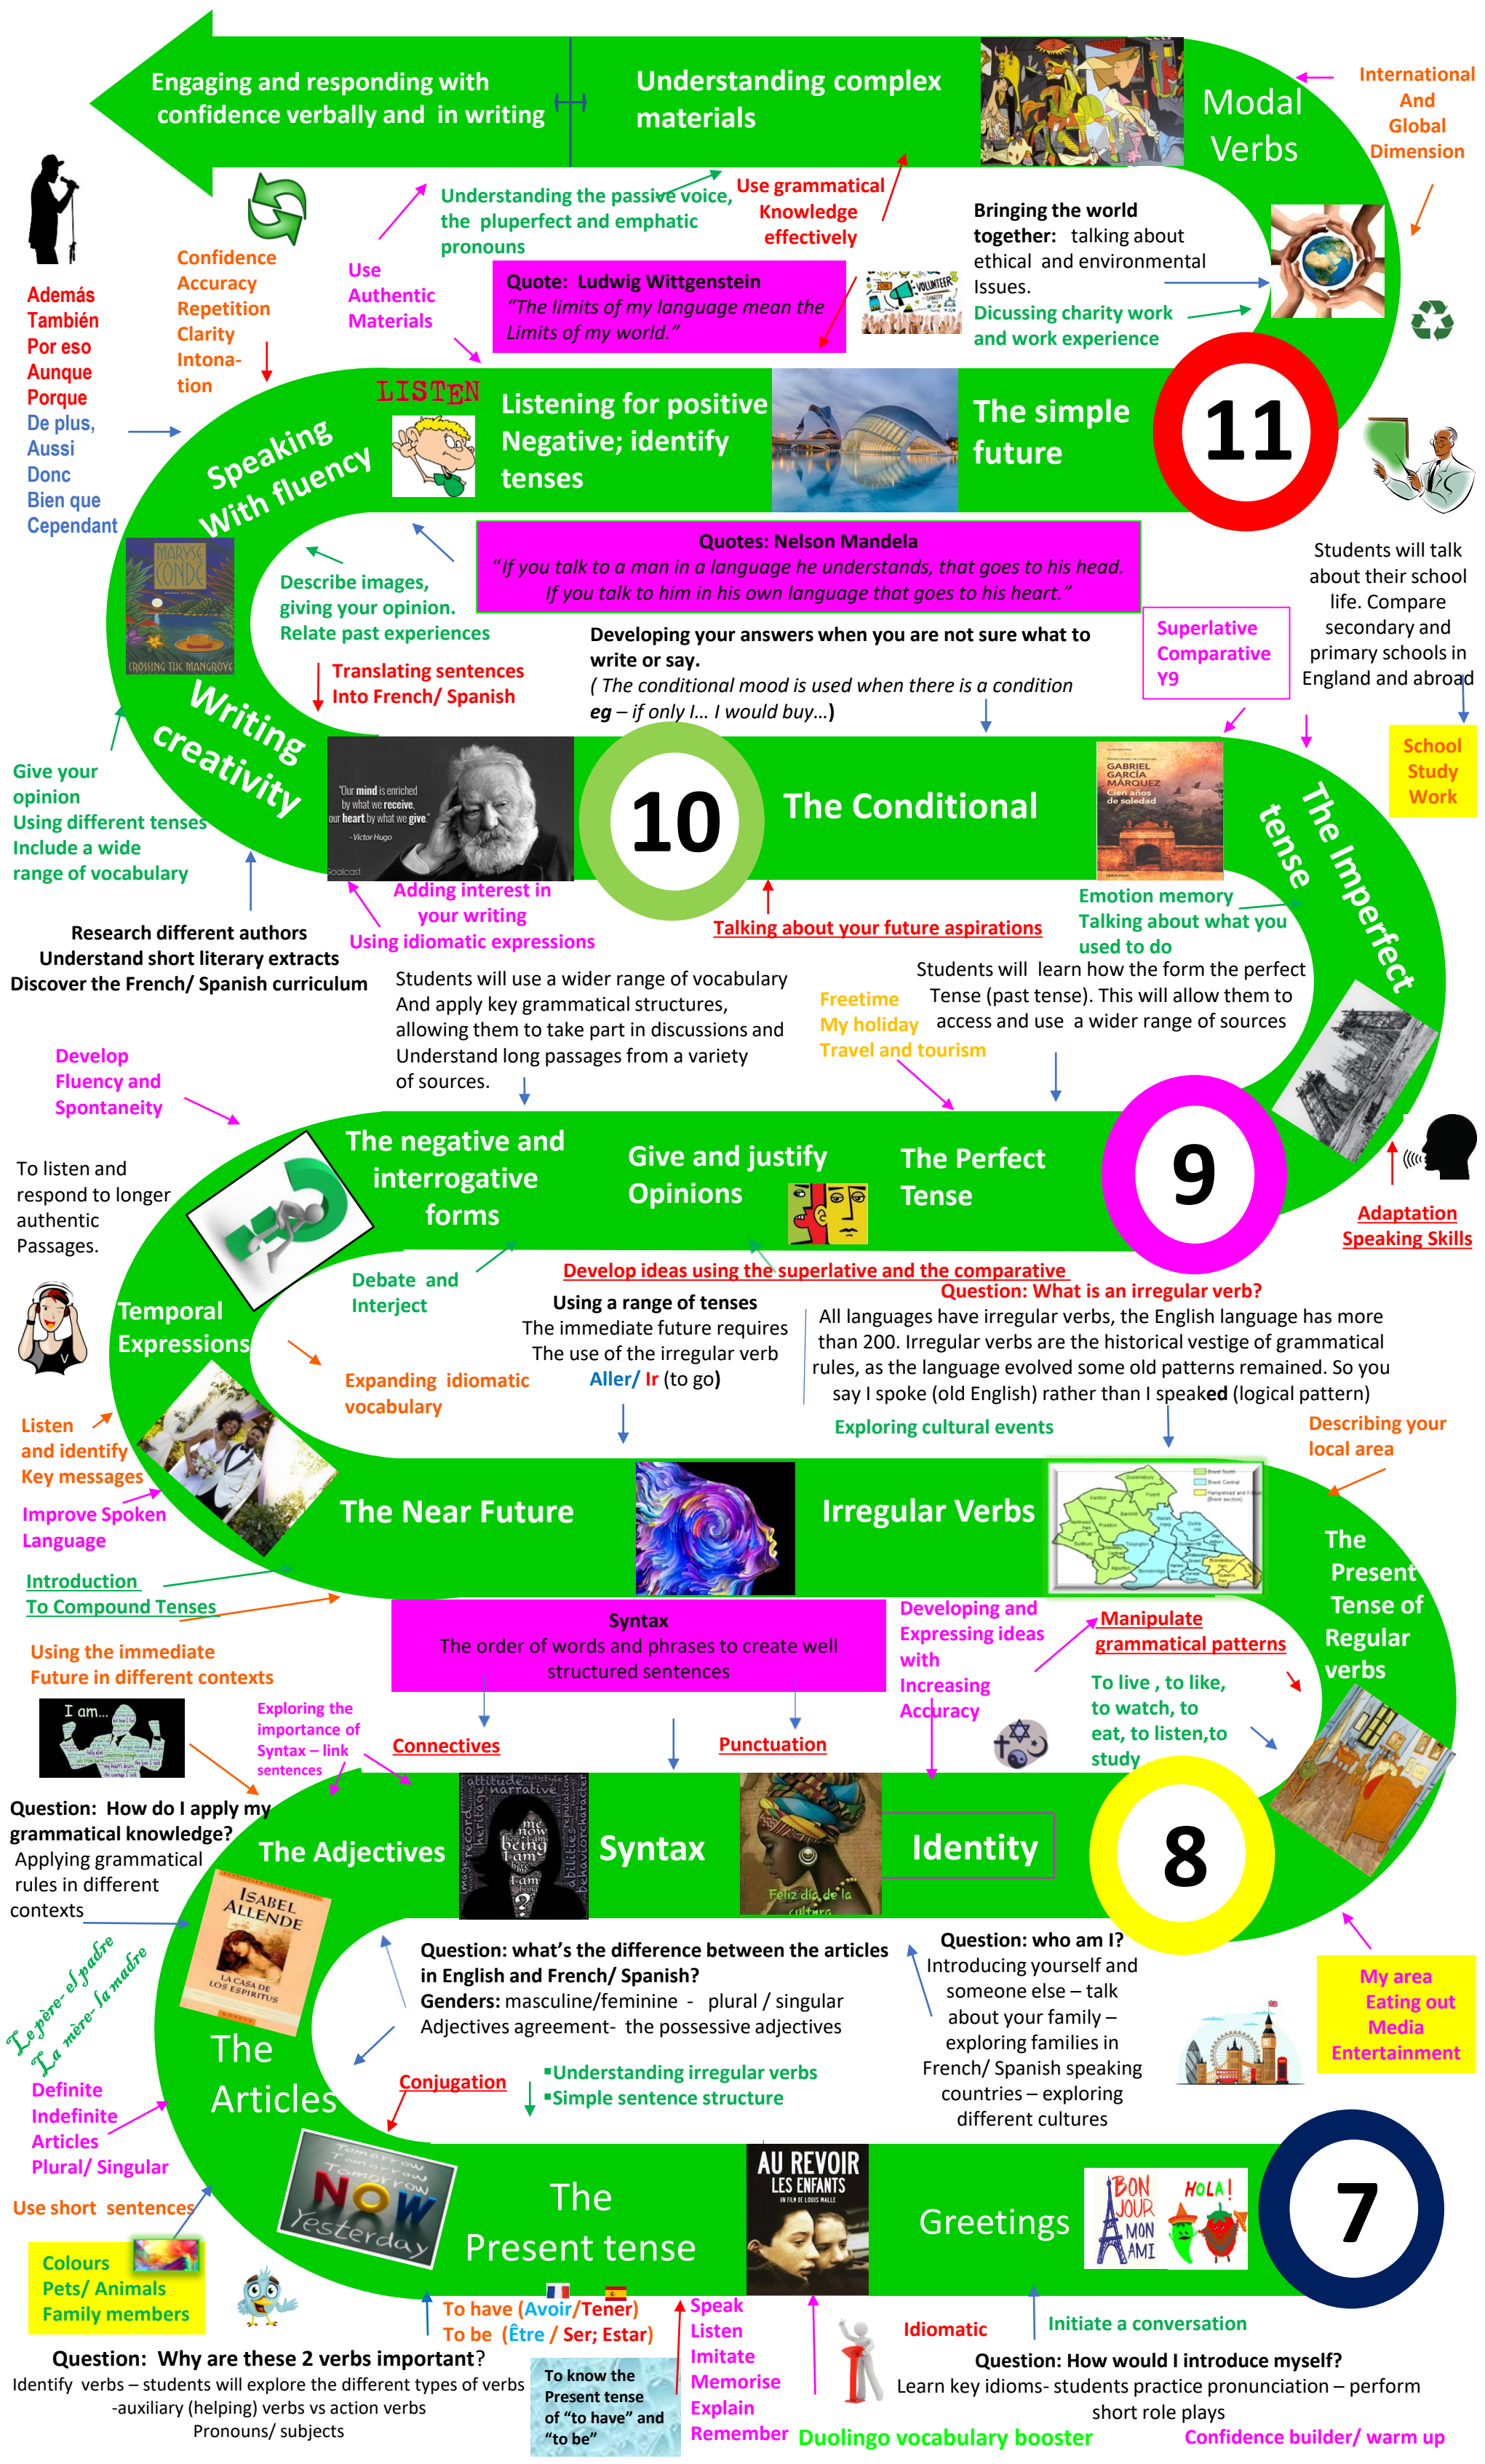 Engaging and responding with
confidence verbally and in writing
Understanding complex
materials
Modal
Verbs
International
And
Global
Dimension
Understanding the passive voice,
the pluperfect and emphatic
pronouns
Use grammatical
Knowledge
effectively
Bringing the world
together: talking about
ethical and environmental
Issues.
Dicussing charity work
and work experience
Confidence
Accuracy
Repetition
Clarity
Intona-
tion
Use
Authentic
Materials
Quote: Ludwig Wittgenstein
“The limits of my language mean the
Limits of my world.”
VOLUNTEER
Además
También
Por eso
Aunque
Porque
De plus,
Aussi
Donc
Bien que
Cependant
Speaking
With fluency
LISTEN
Listening for positive
Negative; identify
tenses
The simple
future
11
Quotes: Nelson Mandela
“If you talk to a man in a language he understands, that goes to his head.
If you talk to him in his own language that goes to his heart.”
Students will talk
about their school
life. Compare
secondary and
primary schools in
England and abroad
MARYSE
CONDE
CROSSING THE MANGROVE
Describe images,
giving your opinion.
Relate past experiences
Translating sentences
Into French/ Spanish
Developing your answers when you are not sure what to
write or say.
( The conditional mood is used when there is a condition
eg – if only I... I would buy...)
Superlative
Comparative
Y9
School
Study
Work
Writing
creativity
Give your
opinion
Using different tenses
Include a wide
range of vocabulary
"Our mind is enriched
by what we receive,
our heart by what we give."
- Victor Hugo
Goalcast
10
The Conditional
GABRIEL
GARCÍA
MÁRQUEZ
Cien años
de soledad
The Imperfect
tense
Adding interest in
your writing
Using idiomatic expressions
Talking about your future aspirations
Emotion memory
Talking about what you
used to do
Research different authors
Understand short literary extracts
Discover the French/ Spanish curriculum
Students will use a wider range of vocabulary
And apply key grammatical structures,
allowing them to take part in discussions and
Understand long passages from a variety
of sources.
Freetime
My holiday
Travel and tourism
Students will learn how the form the perfect
Tense (past tense). This will allow them to
access and use a wider range of sources
Develop
Fluency and
Spontaneity
The negative and
interrogative
forms
Give and justify
Opinions
The Perfect
Tense
9
Adaptation
Speaking Skills
To listen and
respond to longer
authentic
Passages.
Debate and
Interject
Develop ideas using the superlative and the comparative
Temporal
Expressions
Using a range of tenses
The immediate future requires
The use of the irregular verb
Aller/ Ir (to go)
Question: What is an irregular verb?
All languages have irregular verbs, the English language has more
than 200. Irregular verbs are the historical vestige of grammatical
rules, as the language evolved some old patterns remained. So you
say I spoke (old English) rather than I speaked (logical pattern)
Expanding idiomatic
vocabulary
Exploring cultural events
Describing your
local area
Listen
and identify
Key messages
Improve Spoken
Language
The Near Future
Irregular Verbs
The
Present
Tense of
Regular
verbs
Introduction
To Compound Tenses
Using the immediate
Future in different contexts
Syntax
The order of words and phrases to create well
structured sentences
Developing and
Expressing ideas
with
Increasing
Accuracy
Manipulate
grammatical patterns
To live , to like,
to watch, to
eat, to listen,to
study
I am...
Exploring the
importance of
Syntax – link
sentences
Connectives
Punctuation
Question: How do I apply my
grammatical knowledge?
Applying grammatical
rules in different
contexts
The Adjectives
attitude
narrative
Syntax
Feliz día de la
cultura
Identity
8
ISABEL
ALLENDE
LA CASA DE
LOS ESPIRITUS
Le père- el padre
La mère- la madre
Question: what’s the difference between the articles
in English and French/ Spanish?
Genders: masculine/feminine - plural / singular
Adjectives agreement- the possessive adjectives
Question: who am I?
Introducing yourself and
someone else – talk
about your family –
exploring families in
French/ Spanish speaking
countries – exploring
different cultures
My area
Eating out
Media
Entertainment
The
Articles
Conjugation
▪Understanding irregular verbs
▪Simple sentence structure
Definite
Indefinite
Articles
Plural/ Singular
Use short sentences
Tomorrow
Tomorrow
Tomorrow
NOW
Yesterday
The
Present tense
AU REVOIR
LES ENFANTS
UN FILM DE LOUIS MALLE
Greetings
BON
JOUR
MON
AMI
HOLA!
7
Colours
Pets/ Animals
Family members
To have (Avoir/Tener)
To be (Être / Ser; Estar)
Speak
Listen
Imitate
Memorise
Explain
Remember
Idiomatic
Initiate a conversation
Question: Why are these 2 verbs important?
Identify verbs – students will explore the different types of verbs
-auxiliary (helping) verbs vs action verbs
Pronouns/ subjects
To know the
Present tense
of “to have” and
“to be”
Question: How would I introduce myself?
Learn key idioms- students practice pronunciation – perform
short role plays
Duolingo vocabulary booster
Confidence builder/ warm up